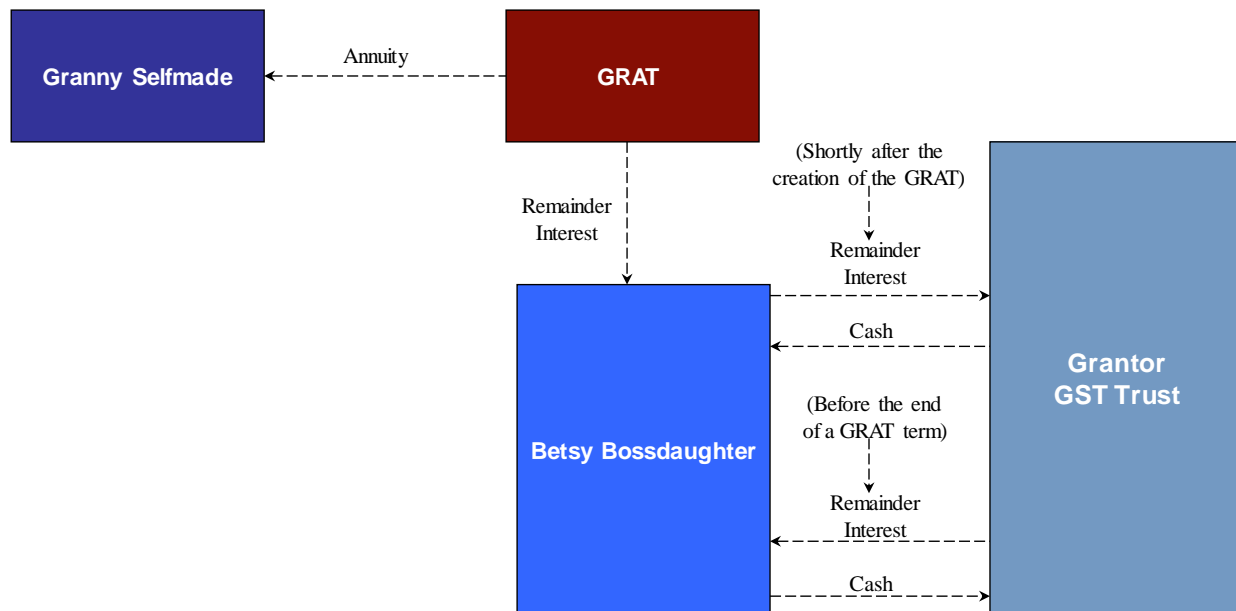 Granny Selfmade
Annuity
GRAT
Remainder
Interest
(Shortly after the
creation of the GRAT)
Remainder
Interest
Cash
Betsy Bossdaughter
Grantor
GST Trust
(Before the end
of a GRAT term)
Remainder
Interest
Cash